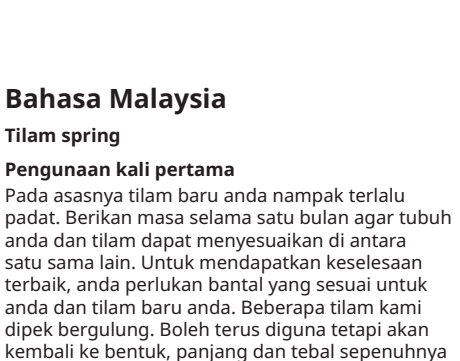 Bahasa Malaysia
Tilam spring
Pengunaan kali pertama
Pada asasnya tilam baru anda nampak terlalu
padat. Berikan masa selama satu bulan agar tubuh
anda dan tilam dapat menyesuaikan di antara
satu sama lain. Untuk mendapatkan keselesaan
terbaik, anda perlukan bantal yang sesuai untuk
anda dan tilam baru anda. Beberapa tilam kami
dipek bergulung. Boleh terus diguna tetapi akan
kembali ke bentuk, panjang dan tebal sepenuhnya